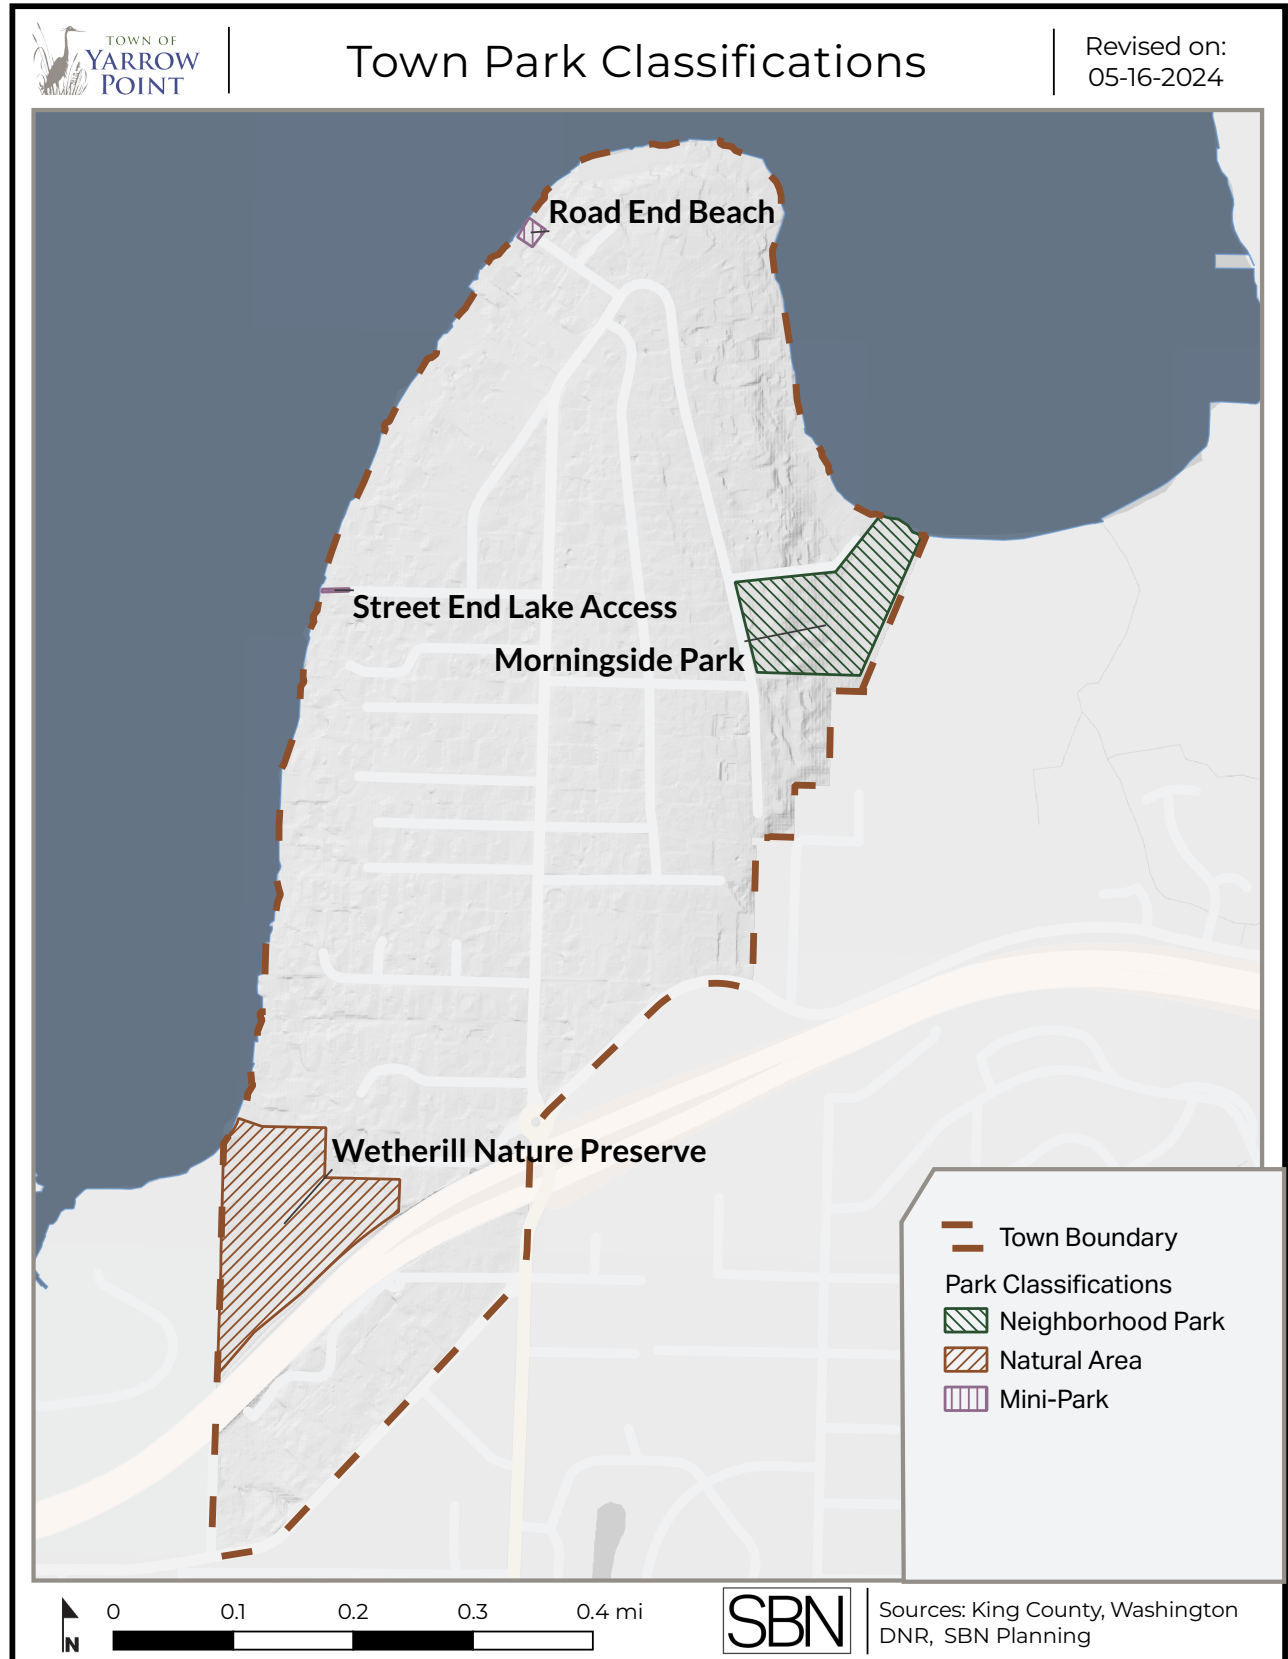 TOWN OF
YARROW
POINT
Town Park Classifications
Revised on:
05-16-2024
Road End Beach
Street End Lake Access
Morningside Park
Wetherill Nature Preserve
Town Boundary
Park Classifications
Neighborhood Park
Natural Area
Mini-Park
N
0 0.1 0.2 0.3 0.4 mi
SBN
Sources: King County, Washington
DNR, SBN Planning